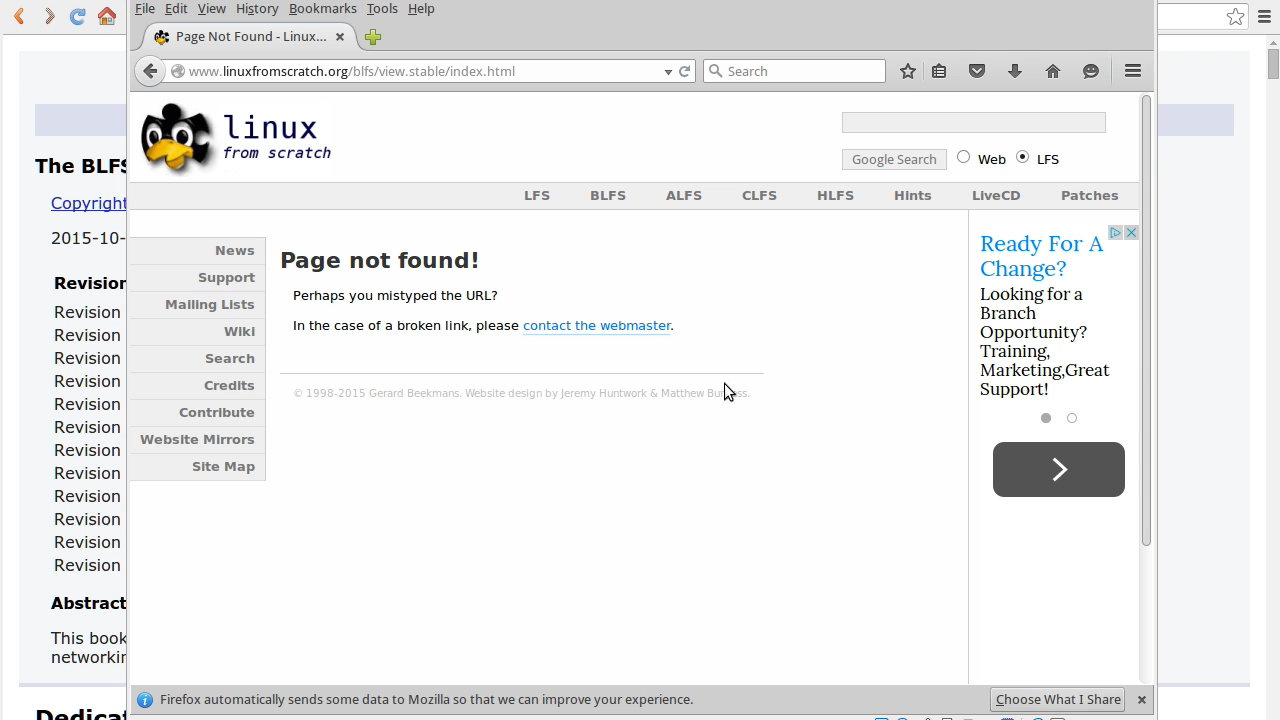 File Edit View History Bookmarks Tools Help
Page Not Found - Linux...
www.linuxfromscratch.org/blfs/view.stable/index.html
Search
linux
from scratch
Google Search Web LFS
LFS BLFS ALFS CLFS HLFS Hints LiveCD Patches
News
Support
Mailing Lists
Wiki
Search
Credits
Contribute
Website Mirrors
Site Map
Page not found!
Perhaps you mistyped the URL?
In the case of a broken link, please contact the webmaster.
© 1998-2015 Gerard Beekmans. Website design by Jeremy Huntwork & Matthew
Ready For A
Change?
Looking for a
Branch
Opportunity?
Training,
Marketing,Great
Support!
Firefox automatically sends some data to Mozilla so that we can improve your experience.
Choose What I Share
The BLFS
Copyright
2015-10-
Revision
Revision
Revision
Revision
Revision
Revision
Revision
Revision
Revision
Revision
Revision
Revision
Revision
Abstract
This book